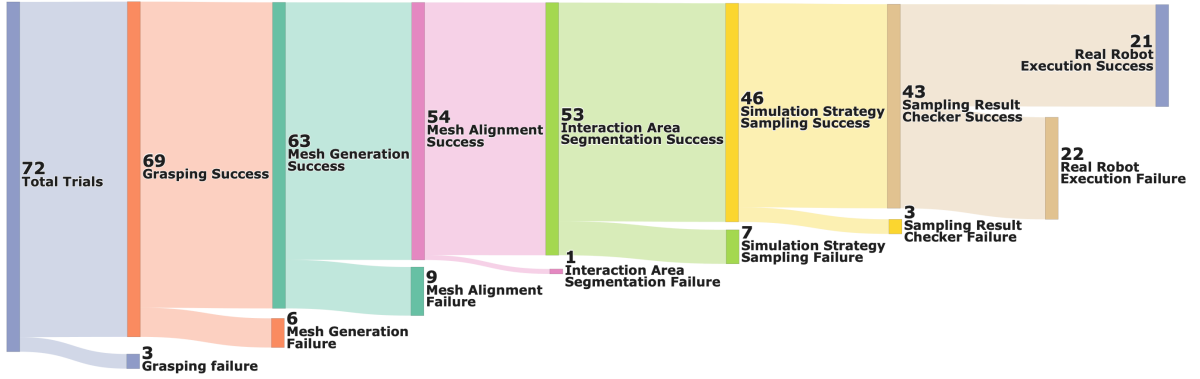 72
Total Trials
3
Grasping failure
69
Grasping Success
6
Mesh Generation
Failure
63
Mesh Generation
Success
9
Mesh Alignment
Failure
54
Mesh Alignment
Success
1
Interaction Area
Segmentation Failure
53
Interaction Area
Segmentation Success
7
Simulation Strategy
Sampling Failure
46
Simulation Strategy
Sampling Success
3
Sampling Result
Checker Failure
43
Sampling Result
Checker Success
21
Real Robot
Execution Success
22
Real Robot
Execution Failure